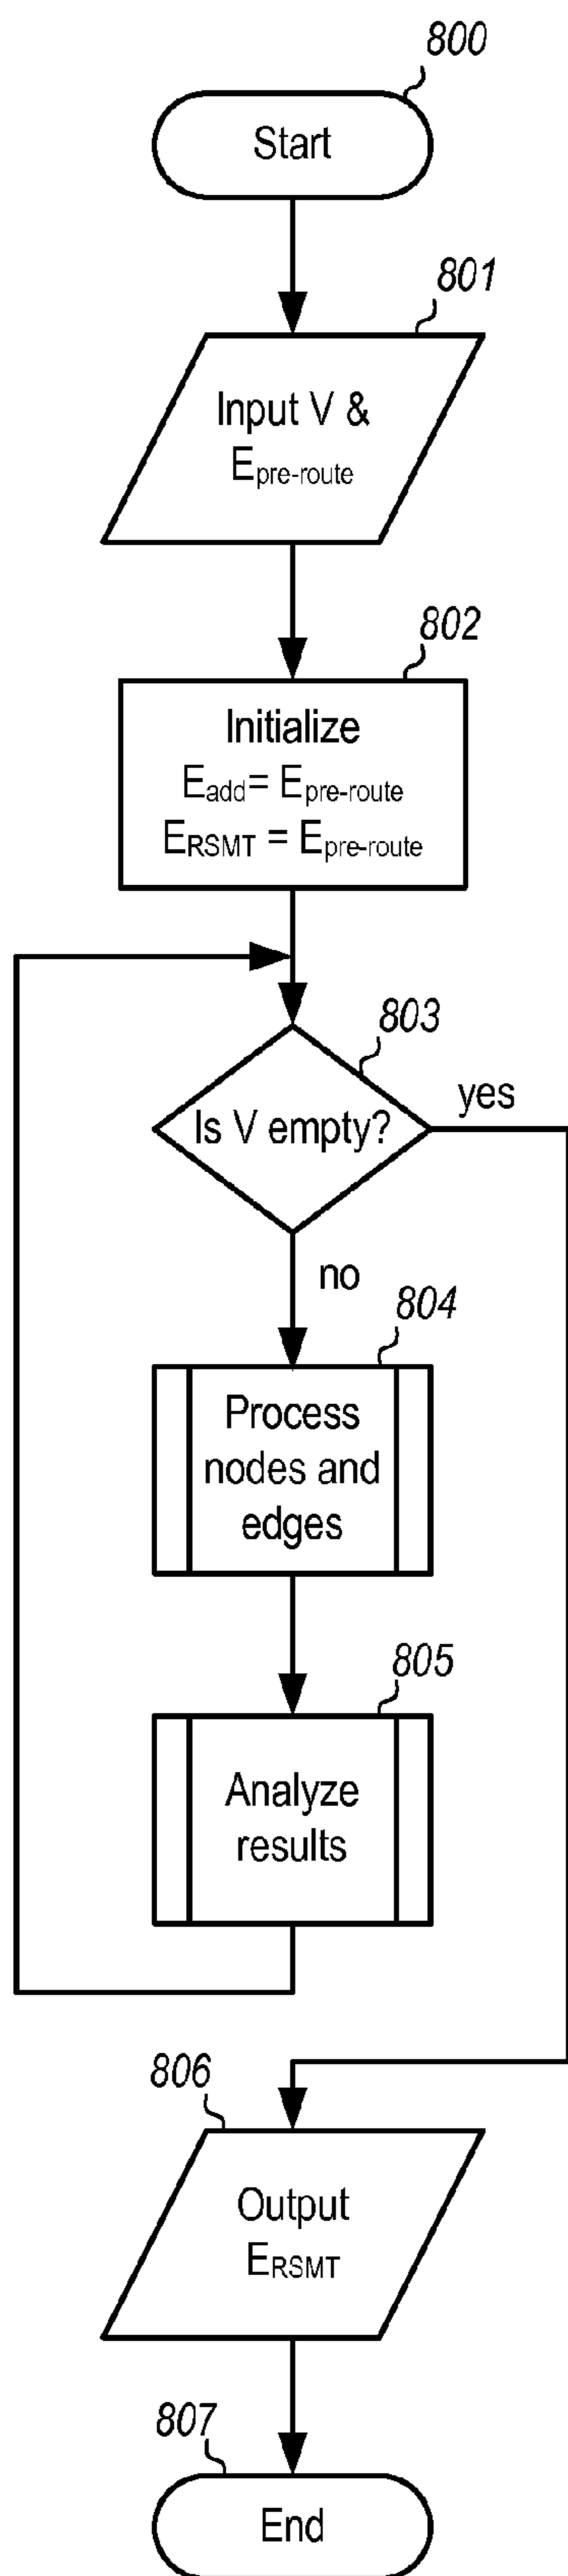 800
Start
801
Input V &
Epre-route
802
Initialize
Eadd= Epre-route
ERSMT = Epre-route
803
Is V empty?
yes
no
804
Process
nodes and
edges
805
Analyze
results
806
Output
ERSMT
807
End